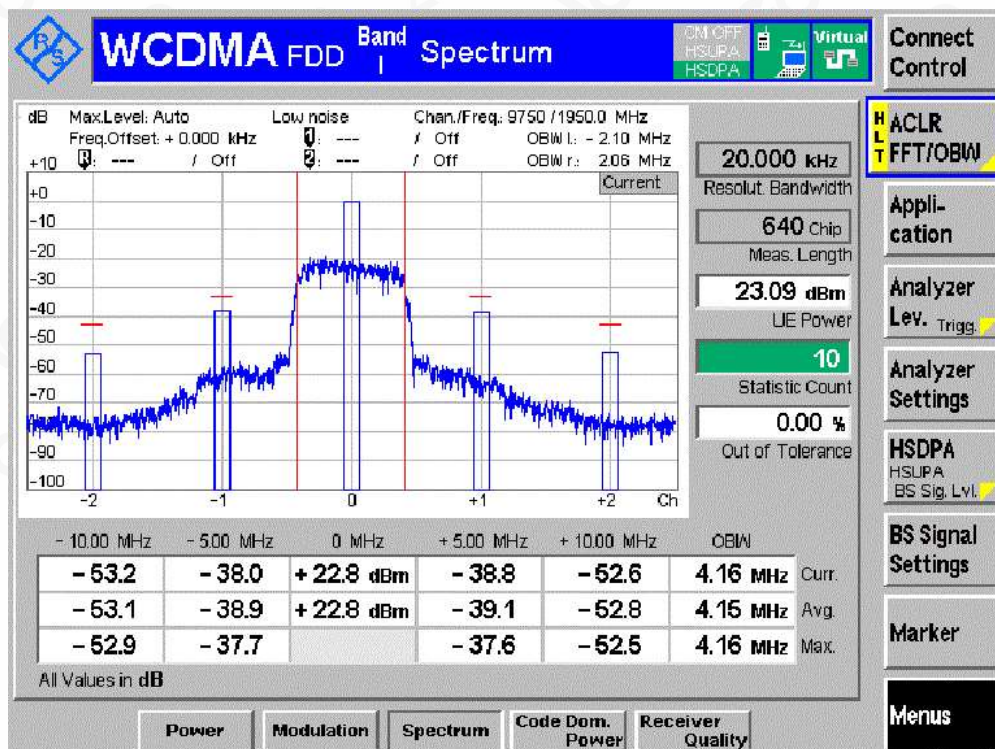 R&S
WCDMA FDD Band I Spectrum
CM OFF
HSUPA
HSDPA
Virtual
Connect Control
dB Max.Level: Auto Low noise Chan./Freq.: 9750 / 1950.0 MHz
Freq.Offset: + 0.000 kHz 1: --- / Off OBW l.: - 2.10 MHz
R: --- / Off 2: --- / Off OBW r.: 2.06 MHz
Current
+10
+0
-10
-20
-30
-40
-50
-60
-70
-80
-90
-100
-2 -1 0 +1 +2 Ch
20.000 kHz
Resolut. Bandwidth
640 Chip
Meas. Length
23.09 dBm
UE Power
10
Statistic Count
0.00 %
Out of Tolerance
- 10.00 MHz - 5.00 MHz 0 MHz + 5.00 MHz + 10.00 MHz OBW
- 53.2 - 38.0 + 22.8 dBm - 38.8 - 52.6 4.16 MHz Curr.
- 53.1 - 38.9 + 22.8 dBm - 39.1 - 52.8 4.15 MHz Avg.
- 52.9 - 37.7 - 37.6 - 52.5 4.16 MHz Max.
All Values in dB
HLT
ACLR
FFT/OBW
Appli-
cation
Analyzer
Lev. Trigg.
Analyzer
Settings
HSDPA
HSUPA
BS Sig. Lvl.
BS Signal
Settings
Marker
Menus
Power
Modulation
Spectrum
Code Dom.
Power
Receiver
Quality